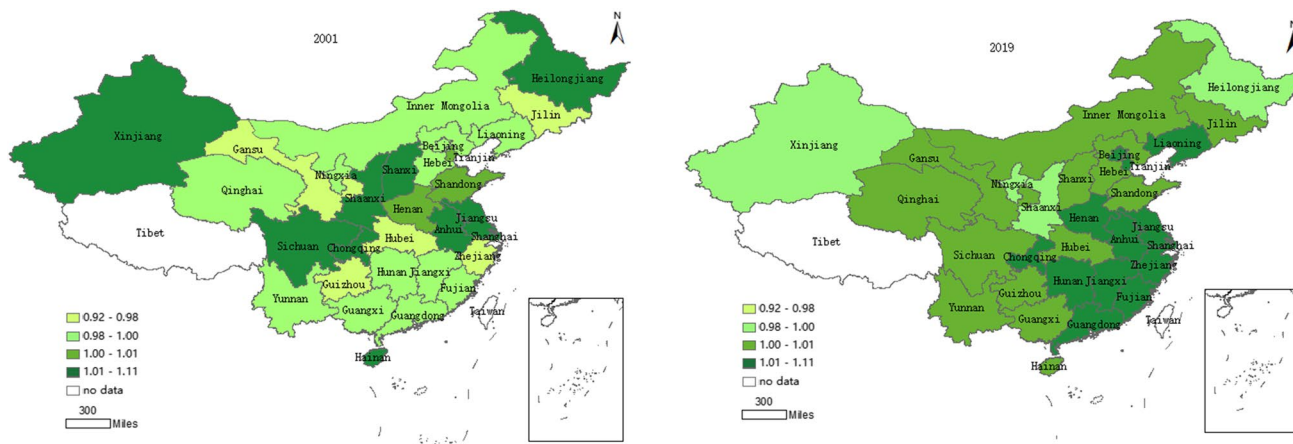 N
2001
Heilongjiang
Jilin
Inner Mongolia
Liaoning
Xinjiang
Beijing
Tianjin
Hebei
Gansu
Ningxia
Shanxi
Shandong
Qinghai
Shaanxi
Henan
Jiangsu
Tibet
Anhui
Shanghai
Sichuan
Chongqing
Hubei
Zhejiang
Hunan
Jiangxi
Guizhou
Fujian
Yunnan
Guangxi
Guangdong
Taiwan
Hainan
0.92 - 0.98
0.98 - 1.00
1.00 - 1.01
1.01 - 1.11
no data
300
Miles
N
2019
Heilongjiang
Inner Mongolia
Jilin
Liaoning
Xinjiang
Beijing
Tianjin
Gansu
Hebei
Ningxia
Shanxi
Shandong
Qinghai
Shaanxi
Henan
Jiangsu
Anhui
Shanghai
Tibet
Hubei
Sichuan
Chongqing
Zhejiang
Hunan
Jiangxi
Guizhou
Fujian
Yunnan
Guangxi
Guangdong
Taiwan
Hainan
0.92 - 0.98
0.98 - 1.00
1.00 - 1.01
1.01 - 1.11
no data
300
Miles